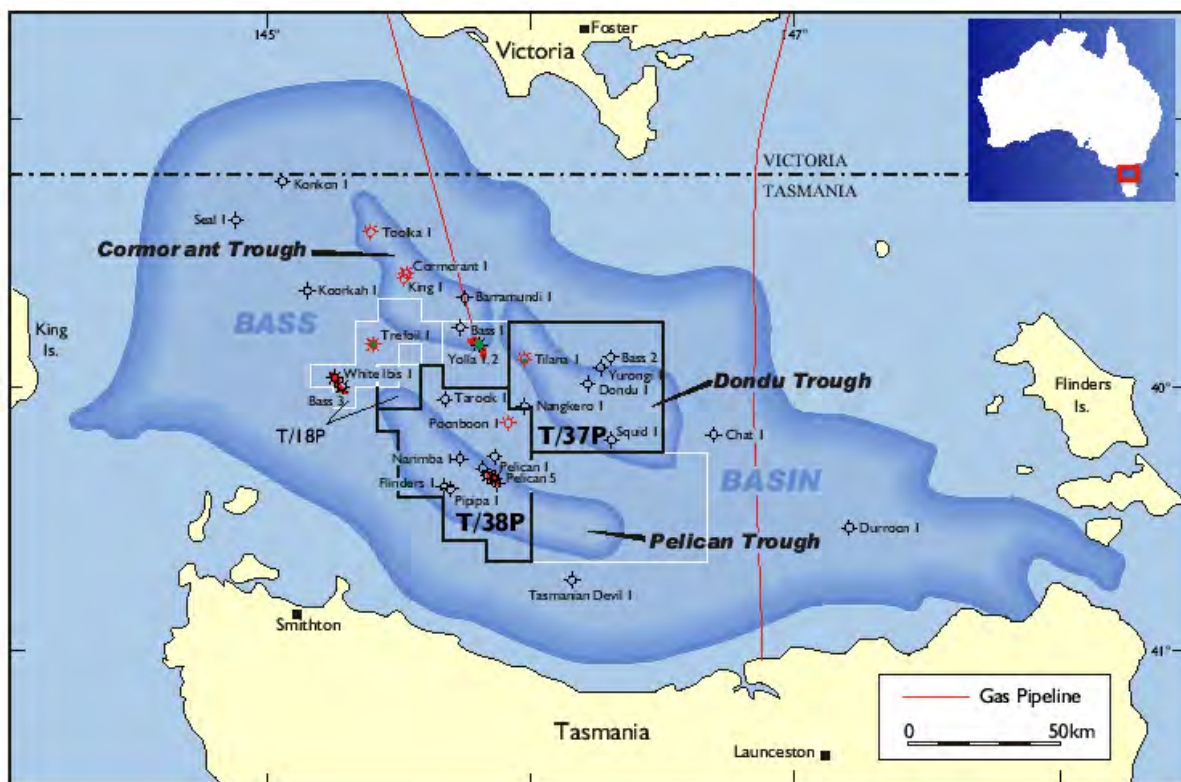 145°
147°
Foster
Victoria
VICTORIA
TASMANIA
Konkon 1
Seal 1
Toolka 1
Cormorant Trough
Cormorant 1
King 1
Koorkah 1
Barramundi 1
BASS
King
Is.
Trefoil 1
Bass 1
Yolla 1,2
Tilana 1
Bass 2
Yurongi 1
Dondu 1
White Ibis 1
Bass 3
Dondu Trough
40°
Flinders
Is.
Tarook 1
Nangkero 1
T/18P
Poonboon 1
T/37P
Squid 1
Chat 1
Narimba 1
Pelican 1
Pelican 5
BASIN
Flinders 1
Pipipa 1
T/38P
Pelican Trough
Durroon 1
Tasmanian Devil 1
Smithton
41°
Gas Pipeline
0
50km
Tasmania
Launceston